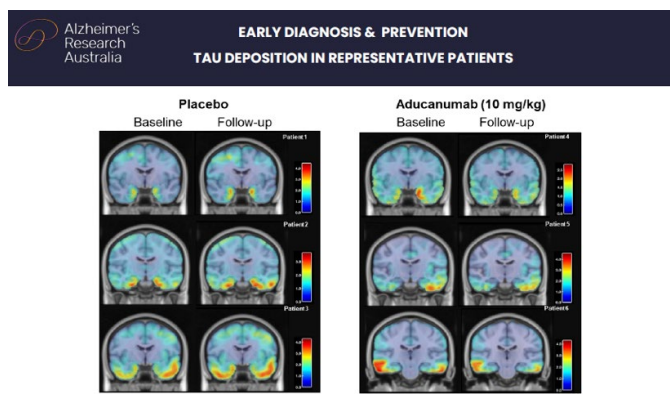 Alzheimer's
Research
Australia
EARLY DIAGNOSIS & PREVENTION
TAU DEPOSITION IN REPRESENTATIVE PATIENTS
Placebo
Baseline Follow-up
Patient 1
Patient 2
Patient 3
Aducanumab (10 mg/kg)
Baseline Follow-up
Patient 4
Patient 5
Patient 6